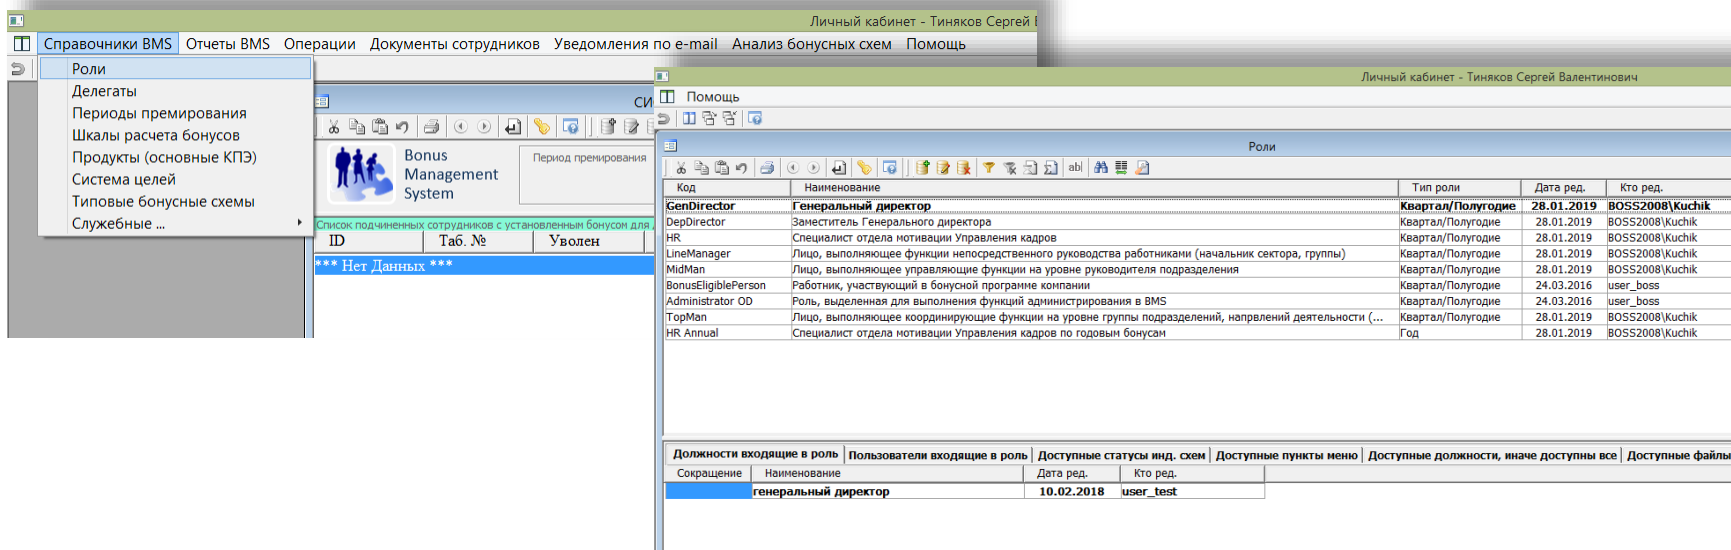 Личный кабинет - Тиняков Сергей
Справочники BMS Отчеты BMS Операции Документы сотрудников Уведомления по e-mail Анализ бонусных схем Помощь
Роли
Делегаты
Периоды премирования
Шкалы расчета бонусов
Продукты (основные КПЭ)
Система целей
Типовые бонусные схемы
Служебные ...
СИ
Bonus
Management
System
Период премирования
Список подчиненных сотрудников с установленным бонусом для
ID Таб. № Уволен
*** Нет Данных ***
Личный кабинет - Тиняков Сергей Валентинович
Помощь
Роли
ab|
Код Наименование Тип роли Дата ред. Кто ред.
GenDirector Генеральный директор Квартал/Полугодие 28.01.2019 BOSS2008\Kuchik
DepDirector Заместитель Генерального директора Квартал/Полугодие 28.01.2019 BOSS2008\Kuchik
HR Специалист отдела мотивации Управления кадров Квартал/Полугодие 28.01.2019 BOSS2008\Kuchik
LineManager Лицо, выполняющее функции непосредственного руководства работниками (начальник сектора, группы) Квартал/Полугодие 28.01.2019 BOSS2008\Kuchik
MidMan Лицо, выполняющее управляющие функции на уровне руководителя подразделения Квартал/Полугодие 28.01.2019 BOSS2008\Kuchik
BonusEligiblePerson Работник, участвующий в бонусной программе компании Квартал/Полугодие 24.03.2016 user_boss
Administrator OD Роль, выделенная для выполнения функций администрирования в BMS Квартал/Полугодие 24.03.2016 user_boss
TopMan Лицо, выполняющее координирующие функции на уровне группы подразделений, напрвлений деятельности (... Квартал/Полугодие 28.01.2019 BOSS2008\Kuchik
HR Annual Специалист отдела мотивации Управления кадров по годовым бонусам Год 28.01.2019 BOSS2008\Kuchik
Должности входящие в роль Пользователи входящие в роль Доступные статусы инд. схем Доступные пункты меню Доступные должности, иначе доступны все Доступные файлы
Сокращение Наименование Дата ред. Кто ред.
генеральный директор 10.02.2018 user_test